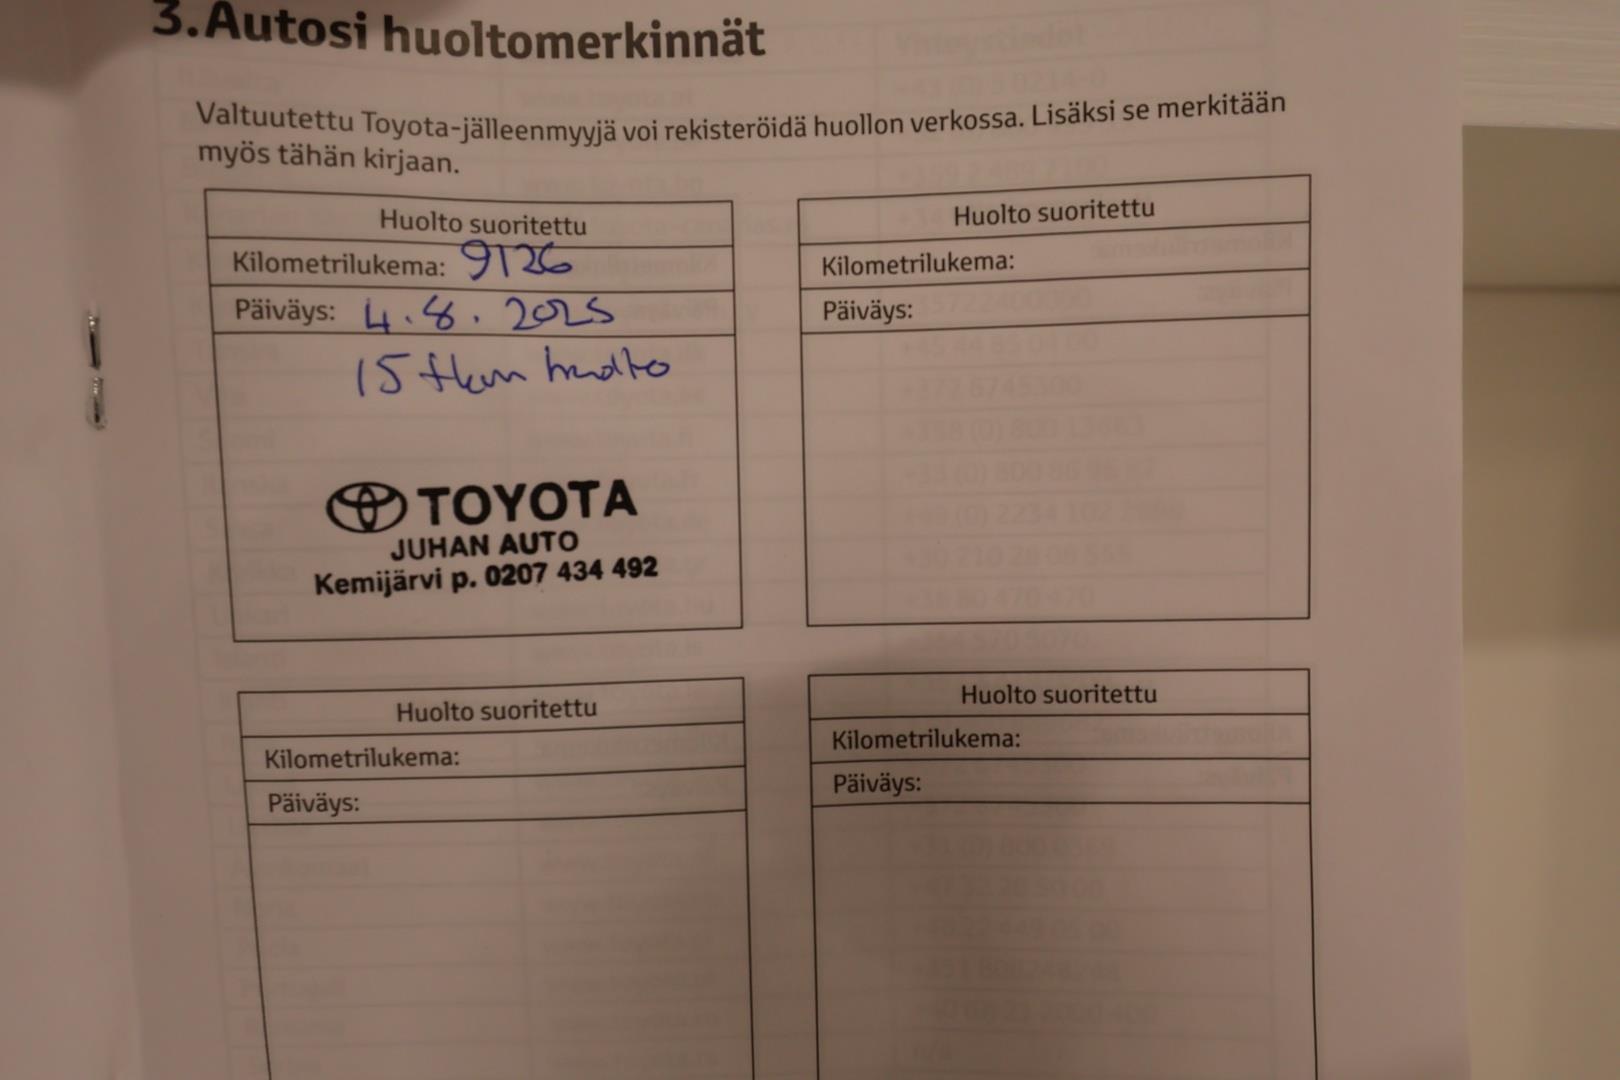 3. Autosi huoltomerkinnät
Valtuutettu Toyota-jälleenmyyjä voi rekisteröidä huollon verkossa. Lisäksi se merkitään
myös tähän kirjaan.
Huolto suoritettu
Kilometrilukema: 9126
Päiväys: 4.8.2025
15 tkm huolto
TOYOTA
JUHAN AUTO
Kemijärvi p. 0207 434 492
Huolto suoritettu
Kilometrilukema:
Päiväys:
Huolto suoritettu
Kilometrilukema:
Päiväys:
Huolto suoritettu
Kilometrilukema:
Päiväys: